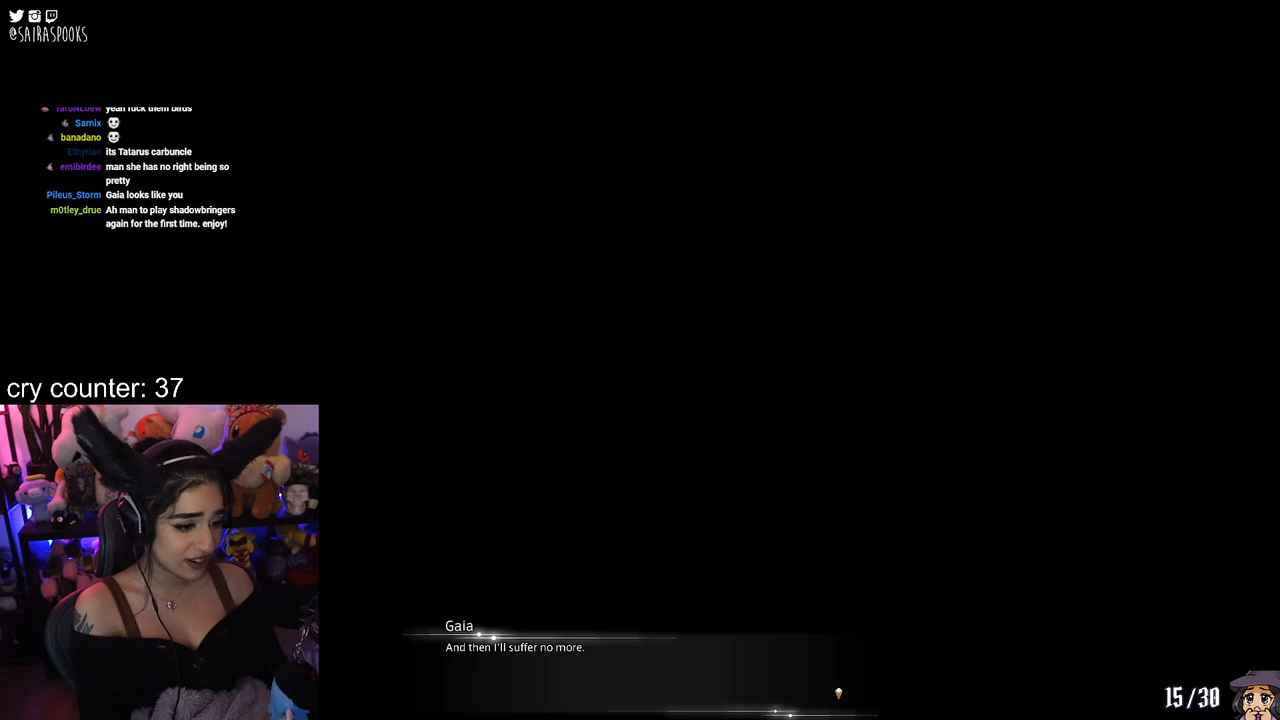 @SAIRASPOOKS
yeah fuck them birds
Sarnix
banadano
Ethyrian its Tatarus carbuncle
emibirdee man she has no right being so
pretty
Pileus_Storm Gaia looks like you
m0tley_drue Ah man to play shadowbringers
again for the first time. enjoy!
cry counter: 37
Gaia
And then I'll suffer no more.
15/30